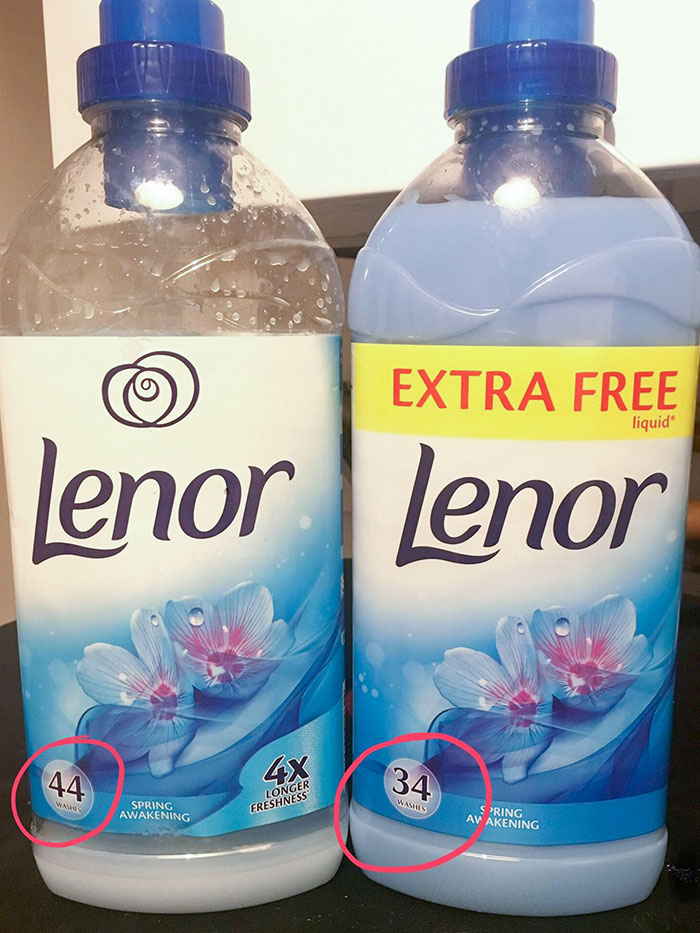 Lenor
44
WASHES
SPRING
AWAKENING
4X
LONGER
FRESHNESS
EXTRA FREE
liquid*
Lenor
34
WASHES
SPRING
AWAKENING